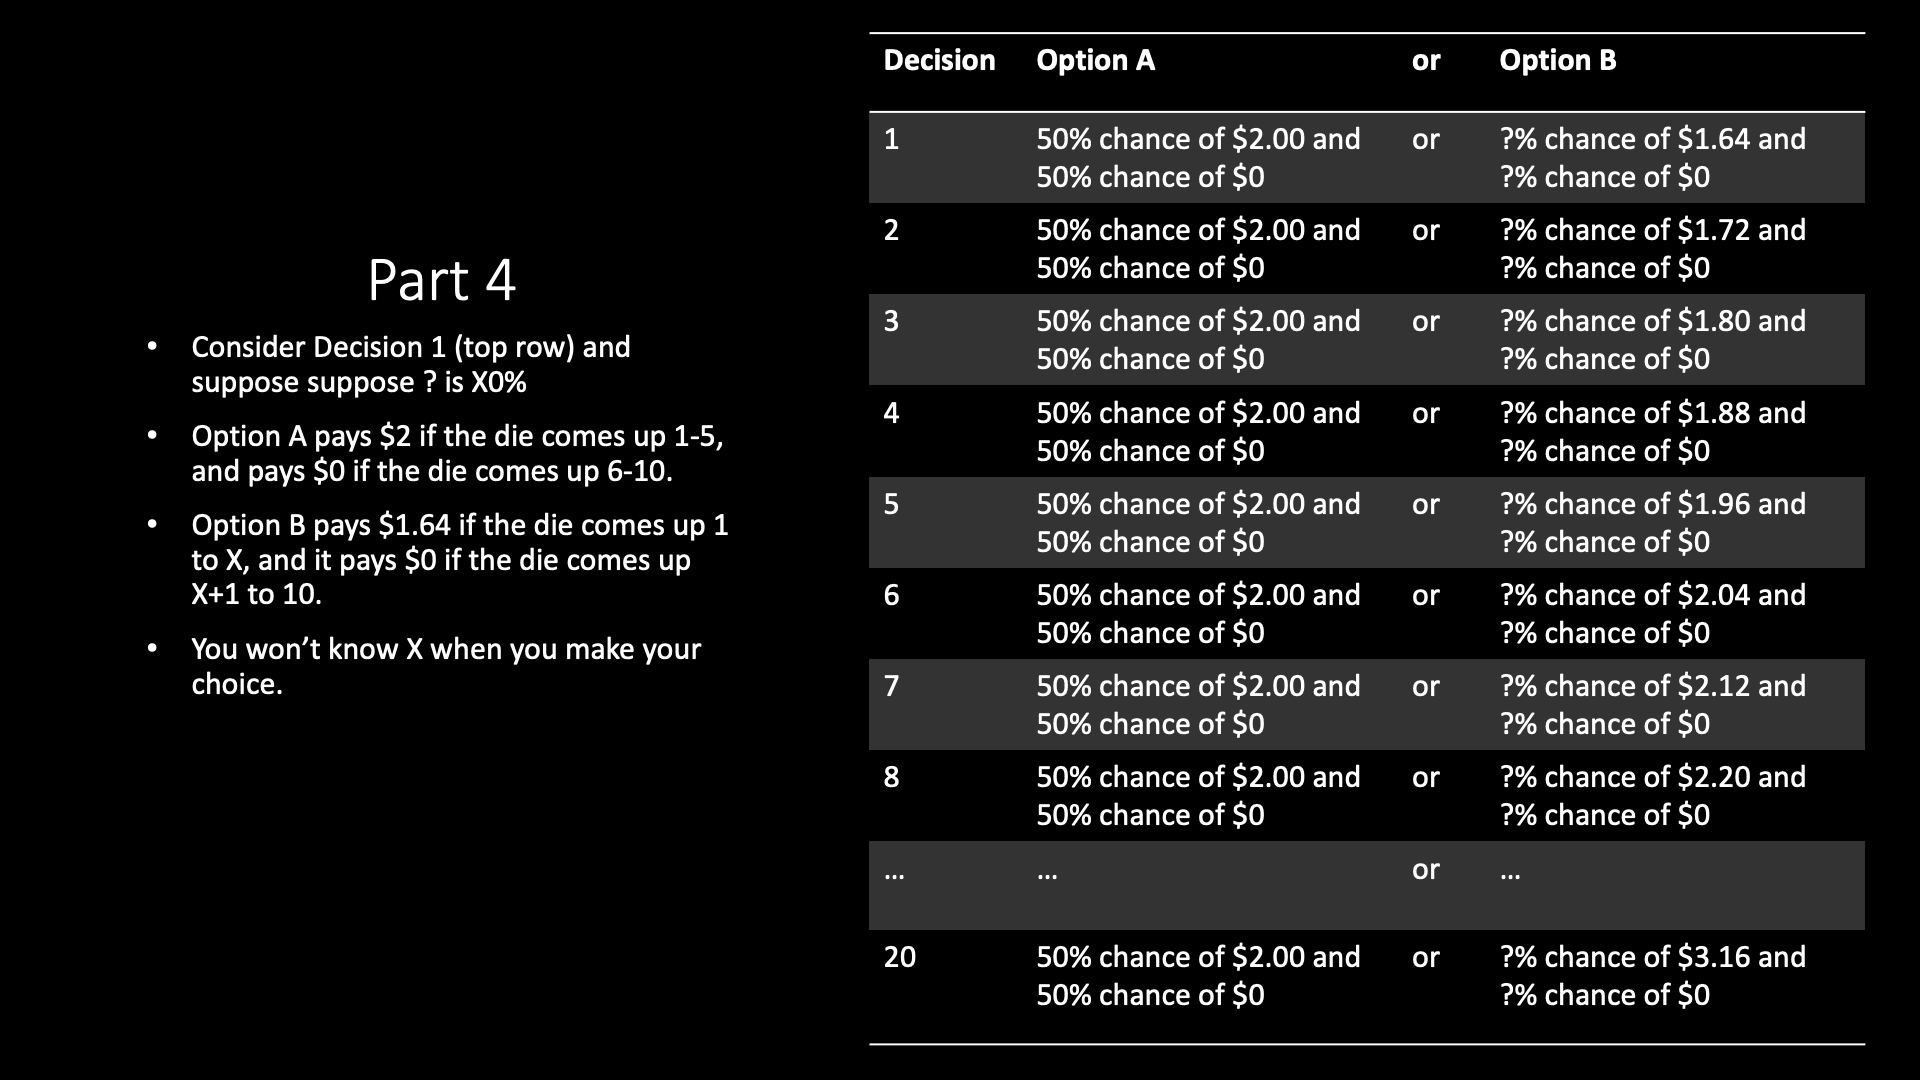 Part 4
• Consider Decision 1 (top row) and
suppose suppose ? is X0%
• Option A pays $2 if the die comes up 1-5,
and pays $0 if the die comes up 6-10.
• Option B pays $1.64 if the die comes up 1
to X, and it pays $0 if the die comes up
X+1 to 10.
• You won’t know X when you make your
choice.
Decision Option A or Option B
1 50% chance of $2.00 and or ?% chance of $1.64 and
50% chance of $0 ?% chance of $0
2 50% chance of $2.00 and or ?% chance of $1.72 and
50% chance of $0 ?% chance of $0
3 50% chance of $2.00 and or ?% chance of $1.80 and
50% chance of $0 ?% chance of $0
4 50% chance of $2.00 and or ?% chance of $1.88 and
50% chance of $0 ?% chance of $0
5 50% chance of $2.00 and or ?% chance of $1.96 and
50% chance of $0 ?% chance of $0
6 50% chance of $2.00 and or ?% chance of $2.04 and
50% chance of $0 ?% chance of $0
7 50% chance of $2.00 and or ?% chance of $2.12 and
50% chance of $0 ?% chance of $0
8 50% chance of $2.00 and or ?% chance of $2.20 and
50% chance of $0 ?% chance of $0
... ... or ...
20 50% chance of $2.00 and or ?% chance of $3.16 and
50% chance of $0 ?% chance of $0